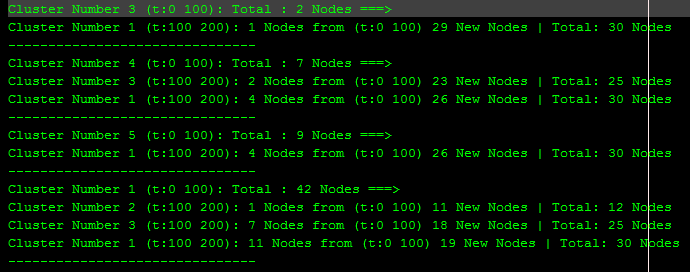 Cluster Number 3 (t:0 100): Total : 2 Nodes ===>
Cluster Number 1 (t:100 200): 1 Nodes from (t:0 100) 29 New Nodes | Total: 30 Nodes
-------------------------------
Cluster Number 4 (t:0 100): Total : 7 Nodes ===>
Cluster Number 3 (t:100 200): 2 Nodes from (t:0 100) 23 New Nodes | Total: 25 Nodes
Cluster Number 1 (t:100 200): 4 Nodes from (t:0 100) 26 New Nodes | Total: 30 Nodes
-------------------------------
Cluster Number 5 (t:0 100): Total : 9 Nodes ===>
Cluster Number 1 (t:100 200): 4 Nodes from (t:0 100) 26 New Nodes | Total: 30 Nodes
-------------------------------
Cluster Number 1 (t:0 100): Total : 42 Nodes ===>
Cluster Number 2 (t:100 200): 1 Nodes from (t:0 100) 11 New Nodes | Total: 12 Nodes
Cluster Number 3 (t:100 200): 7 Nodes from (t:0 100) 18 New Nodes | Total: 25 Nodes
Cluster Number 1 (t:100 200): 11 Nodes from (t:0 100) 19 New Nodes | Total: 30 Nodes
-------------------------------